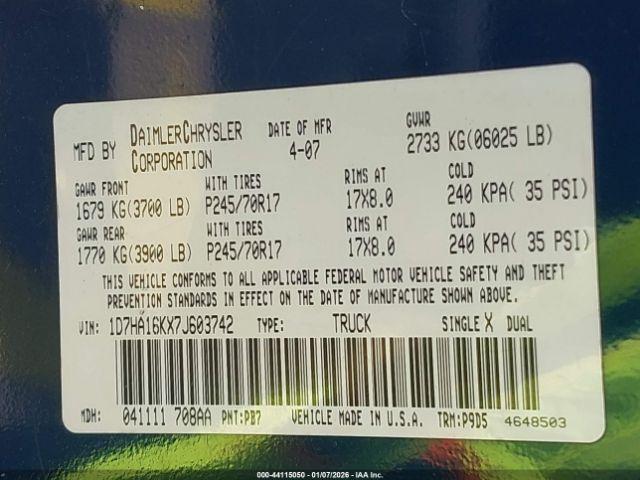 MFD BY DAIMLERCHRYSLER CORPORATION DATE OF MFR 4-07 GVWR 2733 KG(06025 LB)
GAWR FRONT WITH TIRES RIMS AT COLD
1679 KG(3700 LB) P245/70R17 17X8.0 240 KPA( 35 PSI)
GAWR REAR WITH TIRES RIMS AT COLD
1770 KG(3900 LB) P245/70R17 17X8.0 240 KPA( 35 PSI)
THIS VEHICLE CONFORMS TO ALL APPLICABLE FEDERAL MOTOR VEHICLE SAFETY AND THEFT
PREVENTION STANDARDS IN EFFECT ON THE DATE OF MANUFACTURE SHOWN ABOVE.
VIN: 1D7HA16KX7J603742 TYPE: TRUCK SINGLE X DUAL
MDH: 041111 708AA PNT:PB7 VEHICLE MADE IN U.S.A. TRM:P9D5 4648503
000-44115050 - 01/07/2026 - IAA Inc.